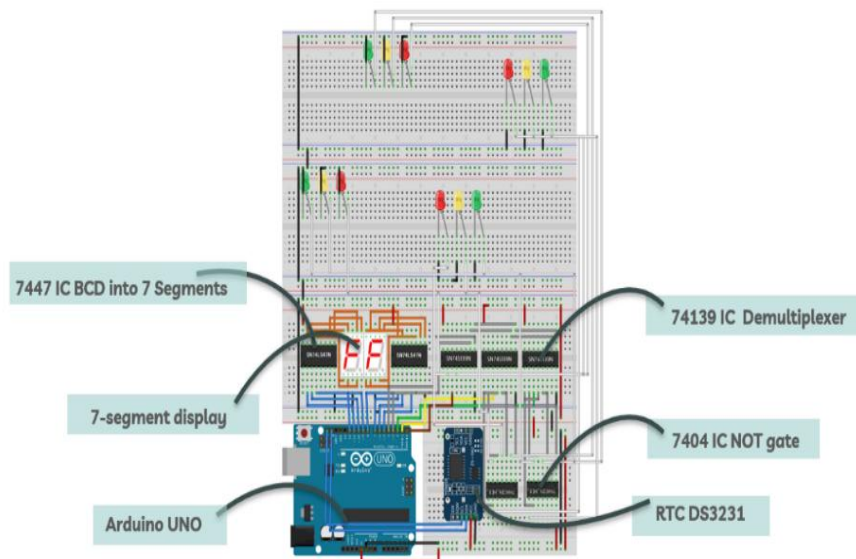 7447 IC BCD into 7 Segments
74139 IC Demultiplexer
7-segment display
7404 IC NOT gate
UNO
Arduino UNO
RTC DS3231